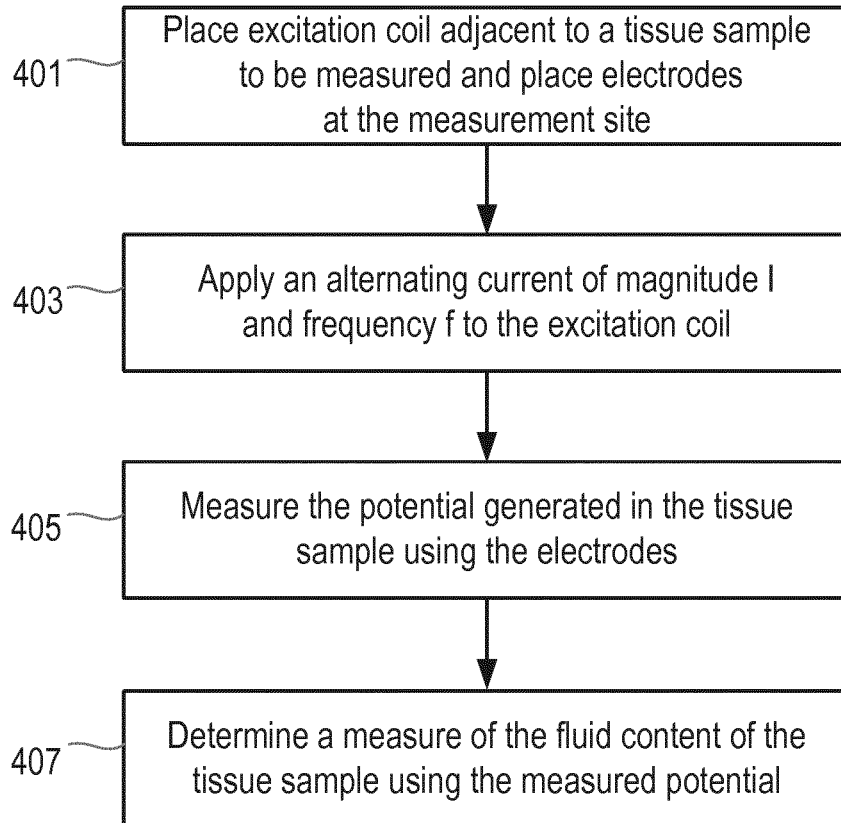 Place excitation coil adjacent to a tissue sample
401
to be measured and place electrodes
at the measurement site
Apply an alternating current of magnitude I
403
and frequency f to the excitation coil
Measure the potential generated in the tissue
405
sample using the electrodes
Determine a measure of the fluid content of the
407
tissue sample using the measured potential